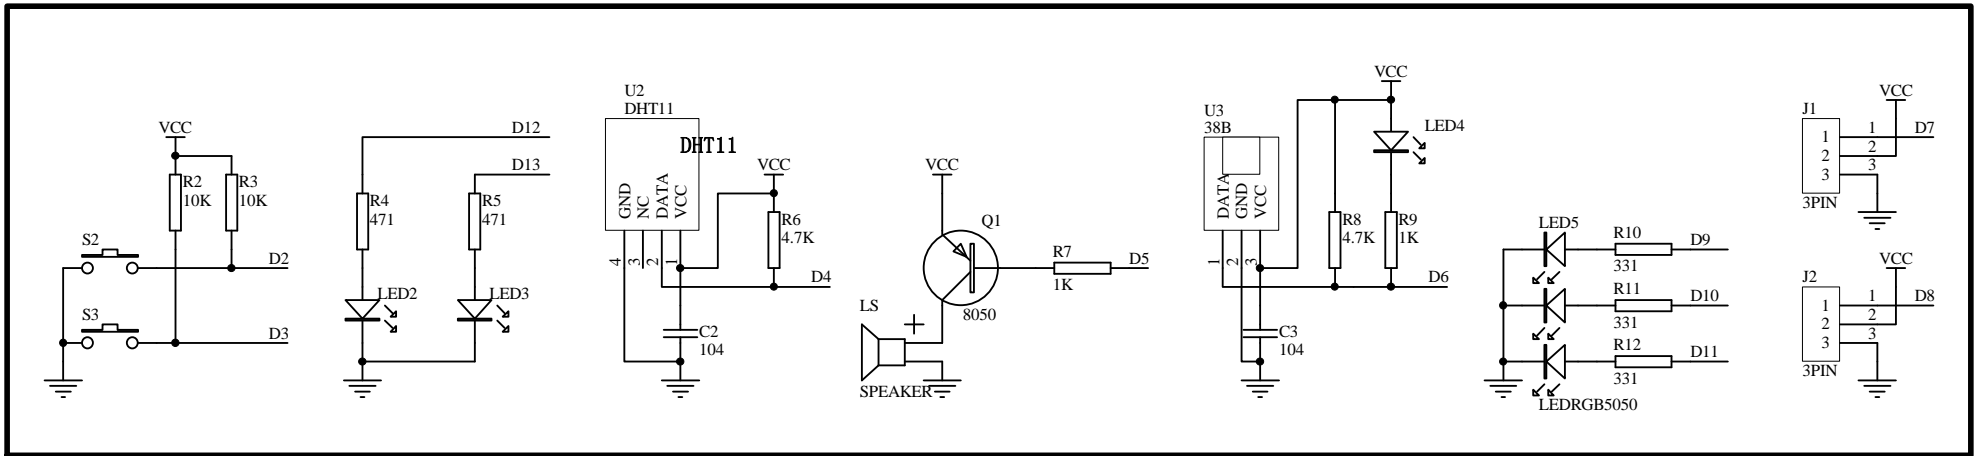 VCC
R2
10K
R3
10K
S2
D2
S3
D3
D12
D13
R4
471
R5
471
LED2
LED3
U2
DHT11
DHT11
GND
NC
DATA
VCC
4
3
2
1
VCC
R6
4.7K
D4
C2
104
VCC
Q1
8050
R7
1K
D5
LS
SPEAKER
U3
38B
DATA
GND
VCC
1
2
3
VCC
LED4
R8
4.7K
R9
1K
D6
C3
104
LED5
R10
331
D9
R11
331
D10
R12
331
D11
LEDRGB5050
J1
VCC
1
2
3
1
2
3
D7
3PIN
J2
VCC
1
2
3
1
2
3
D8
3PIN